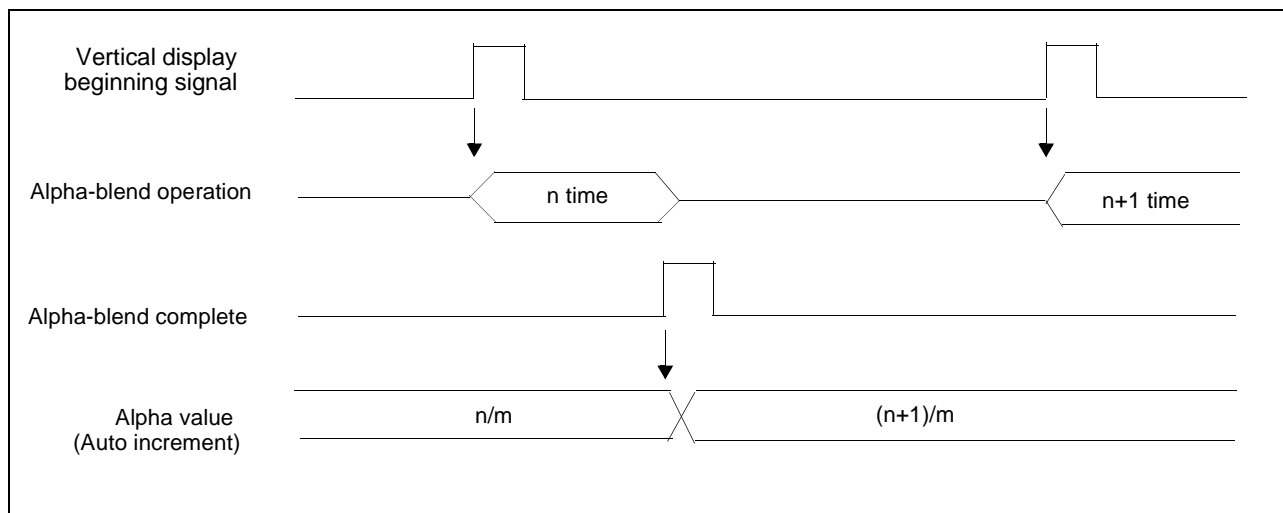 Vertical display
beginning signal
Alpha-blend operation
n time
n+1 time
Alpha-blend complete
Alpha value
(Auto increment)
n/m
(n+1)/m